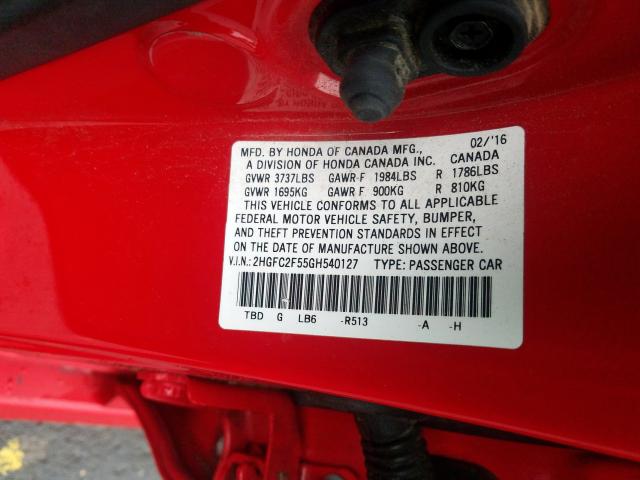 MFD. BY HONDA OF CANADA MFG., 02/'16
A DIVISION OF HONDA CANADA INC. CANADA
GVWR 3737LBS GAWR F 1984LBS R 1786LBS
GVWR 1695KG GAWR F 900KG R 810KG
THIS VEHICLE CONFORMS TO ALL APPLICABLE
FEDERAL MOTOR VEHICLE SAFETY, BUMPER,
AND THEFT PREVENTION STANDARDS IN EFFECT
ON THE DATE OF MANUFACTURE SHOWN ABOVE.
V.I.N.: 2HGFC2F55GH540127 TYPE: PASSENGER CAR
TBD G LB6 -R513 -A -H